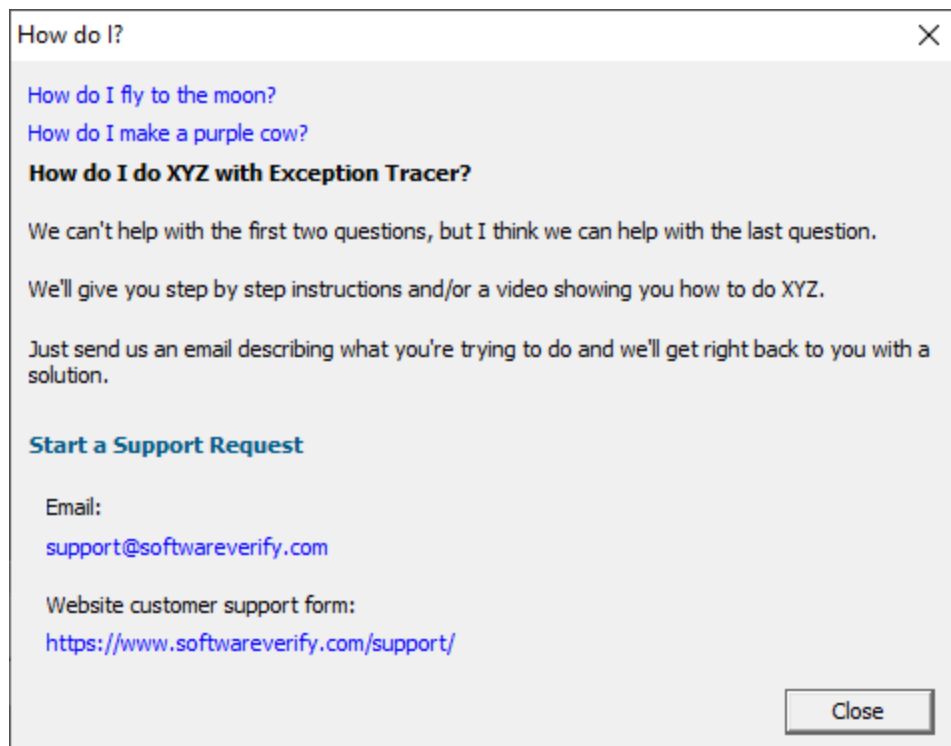 How do I?
How do I fly to the moon?
How do I make a purple cow?
How do I do XYZ with Exception Tracer?
We can't help with the first two questions, but I think we can help with the last question.
We'll give you step by step instructions and/or a video showing you how to do XYZ.
Just send us an email describing what you're trying to do and we'll get right back to you with a
solution.
Start a Support Request
Email:
support@softwareverify.com
Website customer support form:
https://www.softwareverify.com/support/
Close